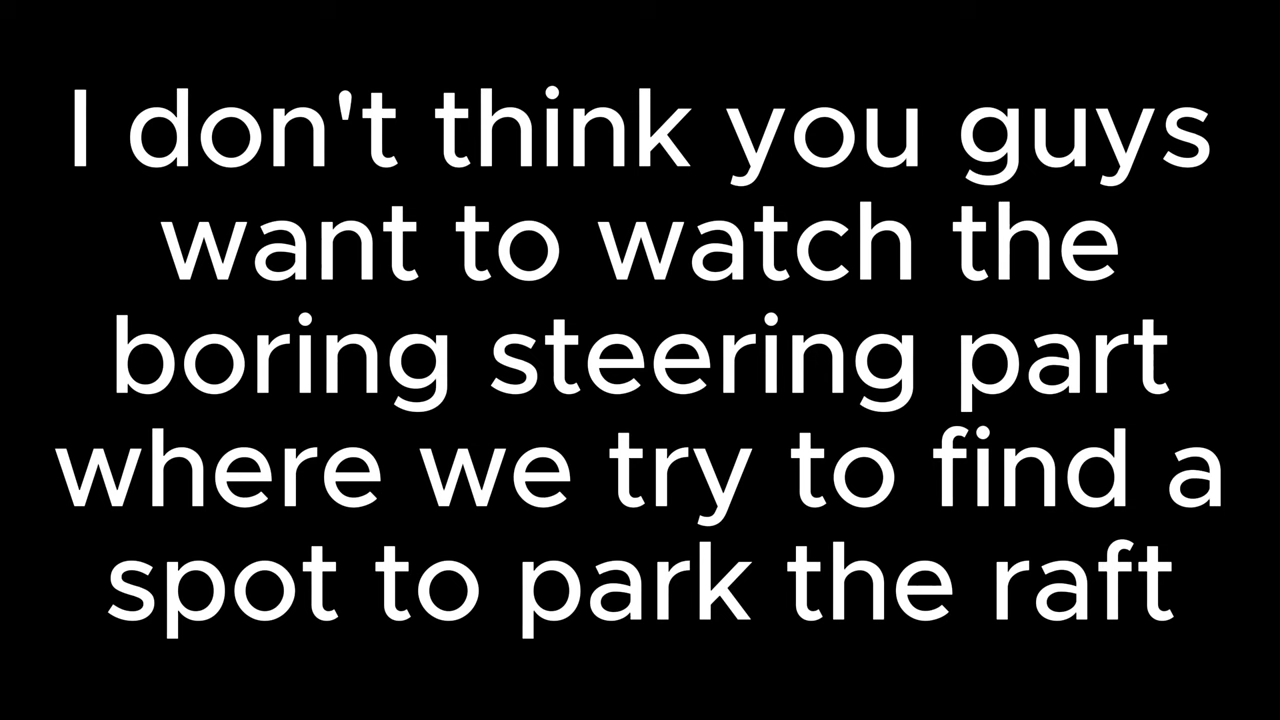 I don't think you guys
want to watch the
boring steering part
where we try to find a
spot to park the raft